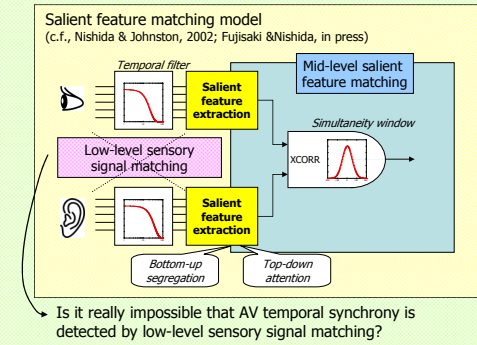 Salient feature matching model
(c.f., Nishida & Johnston, 2002; Fujisaki &Nishida, in press)
Temporal filter
Salient
feature
extraction
Mid-level salient
feature matching
Simultaneity window
Low-level sensory
signal matching
XCORR
Salient
feature
extraction
Bottom-up
segregation
Top-down
attention
Is it really impossible that AV temporal synchrony is
detected by low-level sensory signal matching?